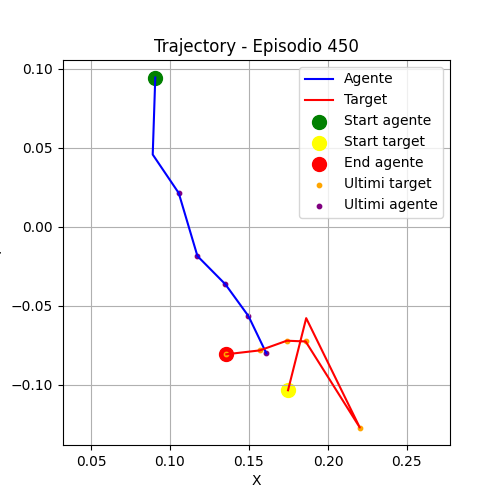 Trajectory - Episodio 450
0.10
0.05
0.00
−0.05
−0.10
Agente
Target
Start agente
Start target
End agente
Ultimi target
Ultimi agente
0.05 0.10 0.15 0.20 0.25
X